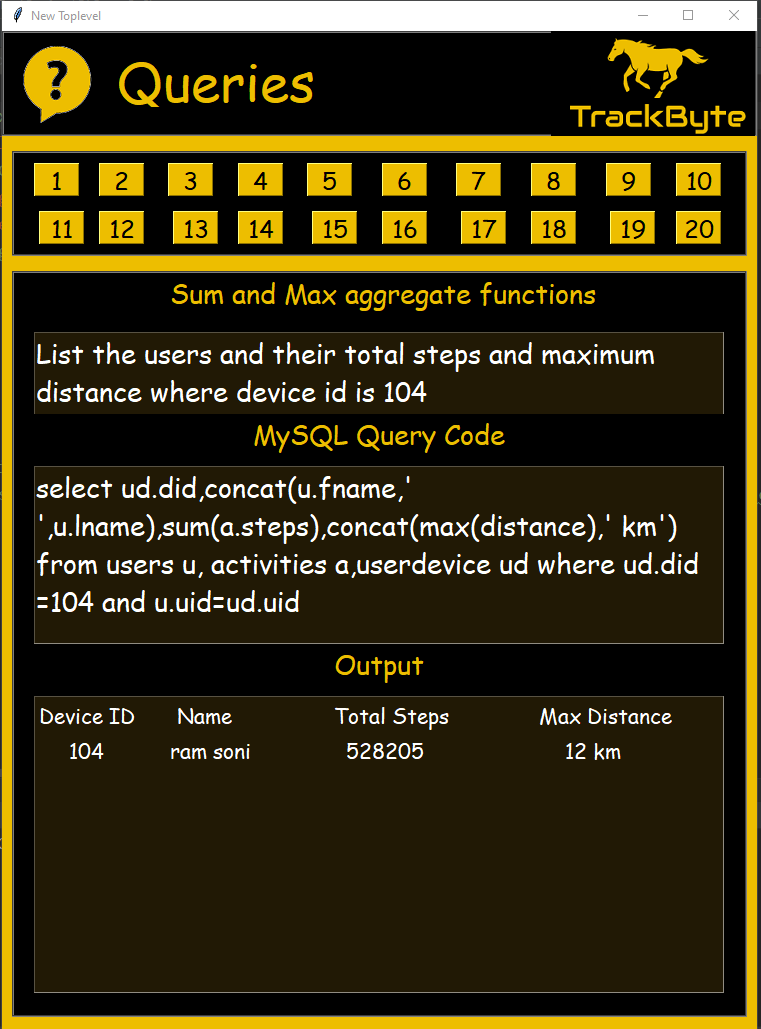 New Toplevel
?
Queries
TrackByte
1 2 3 4 5 6 7 8 9 10
11 12 13 14 15 16 17 18 19 20
Sum and Max aggregate functions
List the users and their total steps and maximum
distance where device id is 104
MySQL Query Code
select ud.did,concat(u.fname,'
',u.lname),sum(a.steps),concat(max(distance),' km')
from users u, activities a,userdevice ud where ud.did
=104 and u.uid=ud.uid
Output
Device ID Name Total Steps Max Distance
104 ram soni 528205 12 km